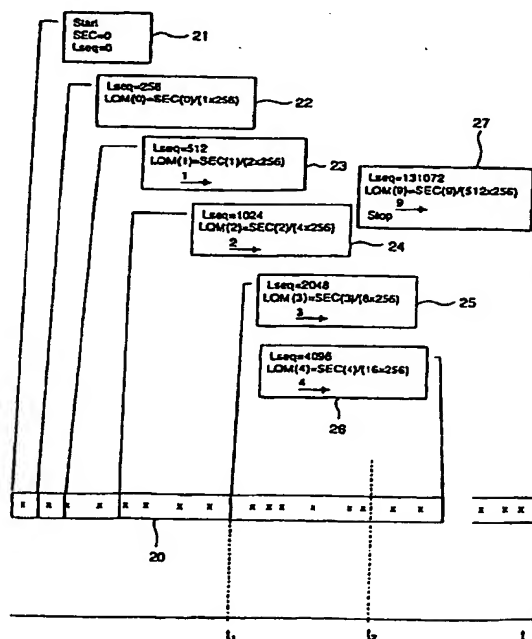 Start
SEC=0
Lseq=0
21
Lseq=256
LOM(0)=SEC(0)/(1x256)
22
Lseq=512
LOM(1)=SEC(1)/(2x256)
1
23
27
Lseq=131072
LOM(9)=SEC(9)/(512x256)
9
Stop
Lseq=1024
LOM(2)=SEC(2)/(4x256)
2
24
Lseq=2048
LOM(3)=SEC(3)/(8x256)
3
25
Lseq=4096
LOM(4)=SEC(4)/(16x256)
4
26
x x x x x x x x x x x x x x x x x x x
20
t₁ t₂ t